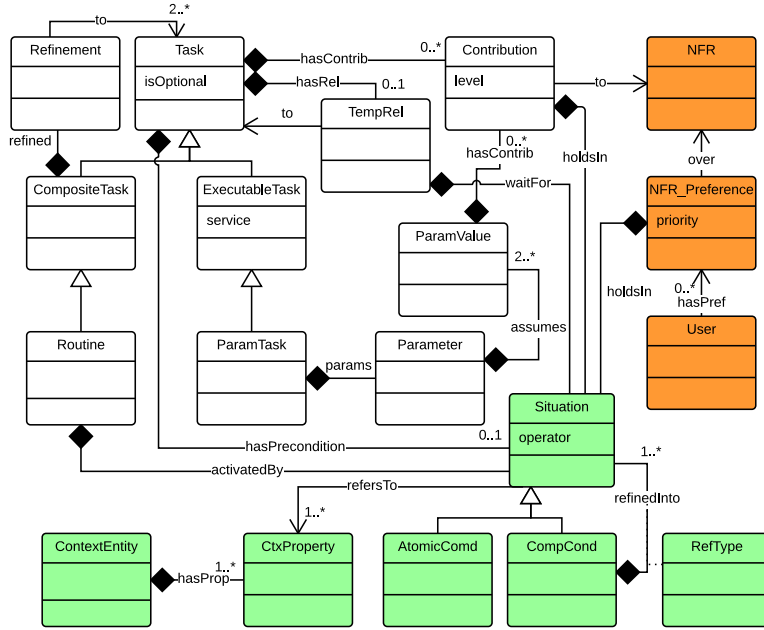 to
2..*
Refinement
Task
Contribution
NFR
hasContrib
0..*
isOptional
level
hasRel
to
0..1
TempRel
to
refined
0..*
hasContrib
holdsIn
over
CompositeTask
ExecutableTask
waitFor
NFR_Preference
service
priority
ParamValue
2..*
holdsIn
0..*
hasPref
assumes
User
Routine
ParamTask
Parameter
params
Situation
0..1
operator
hasPrecondition
1..*
activatedBy
refersTo
refinedInto
1..*
ContextEntity
CtxProperty
AtomicComd
CompCond
RefType
1..*
hasProp